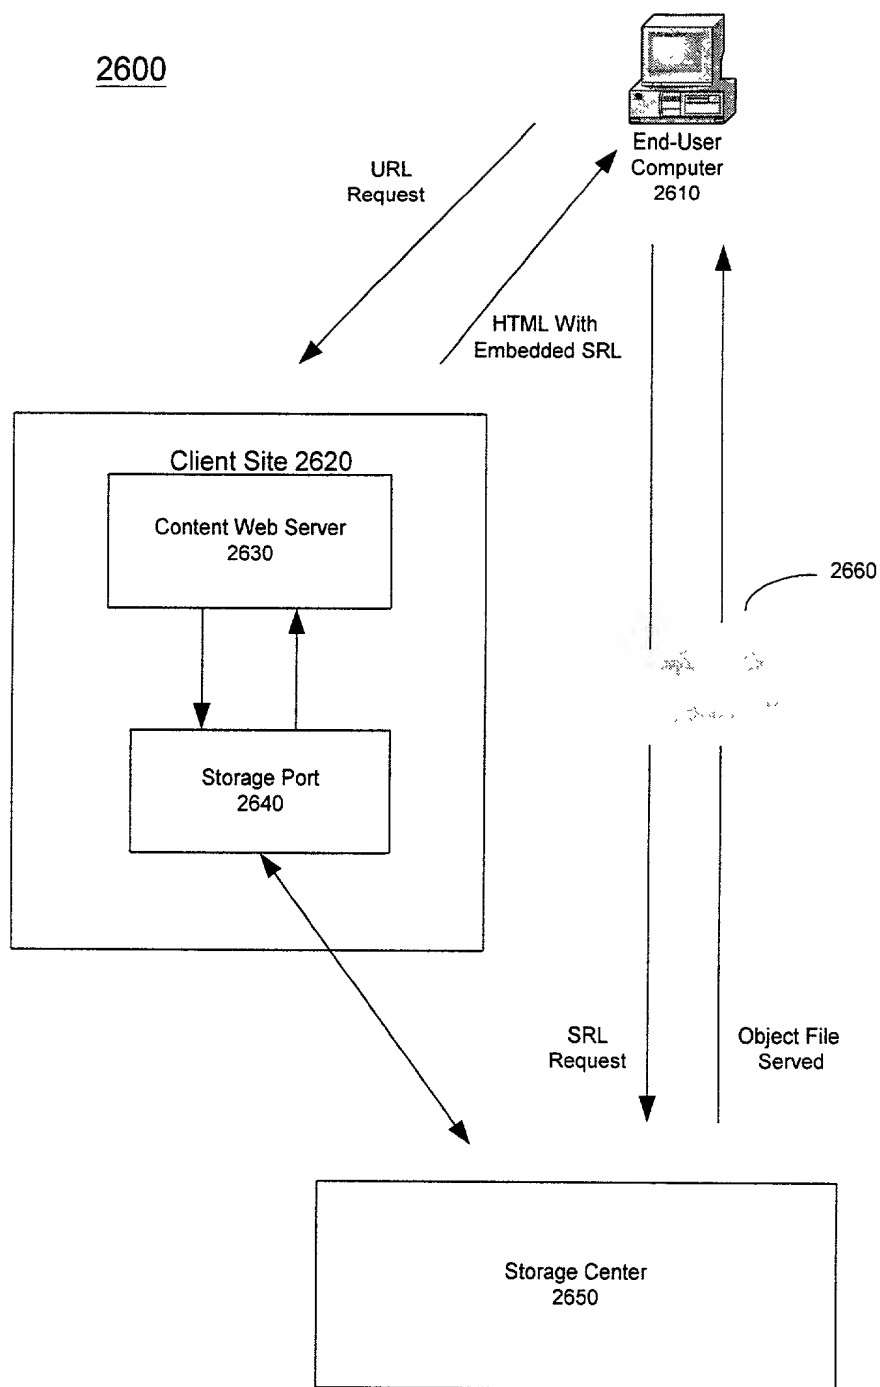 2600
End-User
Computer
2610
URL
Request
HTML With
Embedded SRL
Client Site 2620
Content Web Server
2630
2660
Storage Port
2640
SRL
Request
Object File
Served
Storage Center
2650